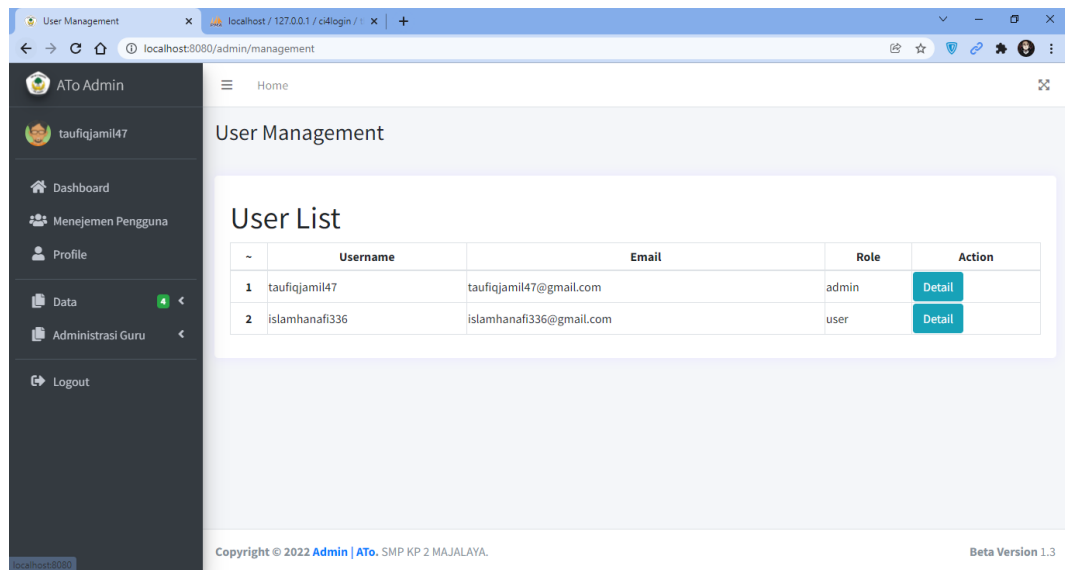 User Management
localhost / 127.0.0.1 / ci4login /
localhost:8080/admin/management
ATo Admin
Home
taufiqjamil47
User Management
Dashboard
Menejemen Pengguna
Profile
Data 4
Administrasi Guru
Logout
User List
~ Username Email Role Action
1 taufiqjamil47 taufiqjamil47@gmail.com admin Detail
2 islamhanafi336 islamhanafi336@gmail.com user Detail
Copyright © 2022 Admin | ATo. SMP KP 2 MAJALAYA.
Beta Version 1.3
localhost:8080